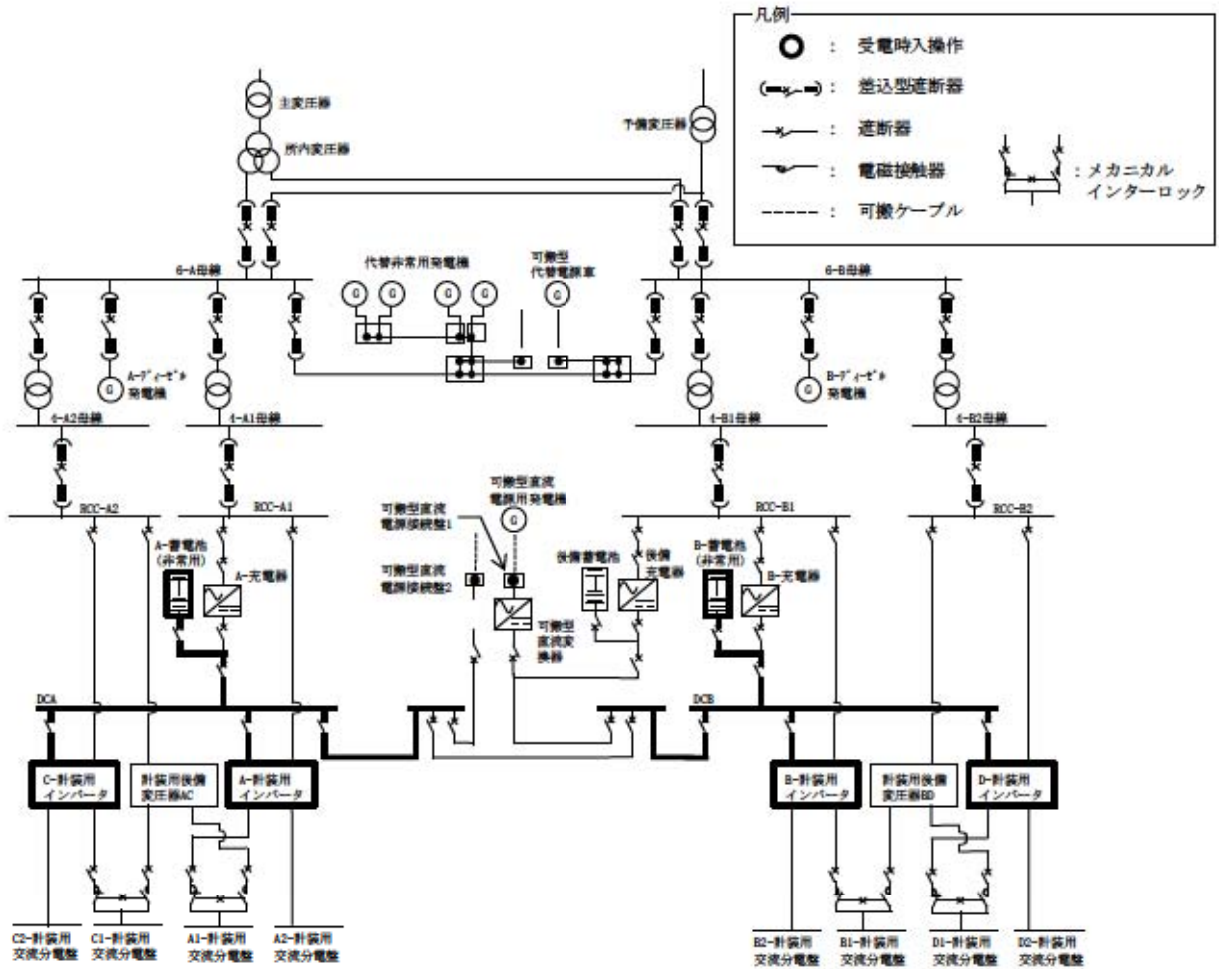 凡例
： 受電時入操作
： 差込型遮断器
： 遮断器
： 電磁接触器
： 可搬ケーブル
：メカニカル
インターロック
主変圧器
所内変圧器
予備変圧器
6-A母線
代替非常用発電機
可搬型
代替電源車
6-B母線
G
G
G
G
G
G
A-ディーゼル
発電機
G
B-ディーゼル
発電機
4-A2母線
4-A1母線
4-B1母線
4-B2母線
RCC-A2
RCC-A1
RCC-B1
RCC-B2
可搬型直流
電源用発電機
G
可搬型直流
電源接続盤1
可搬型直流
電源接続盤2
A-蓄電池
(非常用)
A-充電器
後備蓄電池
後備
充電器
B-蓄電池
(非常用)
B-充電器
可搬型
直流変
換器
DCA
DCB
C-計装用
インバータ
計装用後備
変圧器AC
A-計装用
インバータ
B-計装用
インバータ
計装用後備
変圧器BD
D-計装用
インバータ
C2-計装用
交流分電盤
C1-計装用
交流分電盤
A1-計装用
交流分電盤
A2-計装用
交流分電盤
B2-計装用
交流分電盤
B1-計装用
交流分電盤
D1-計装用
交流分電盤
D2-計装用
交流分電盤